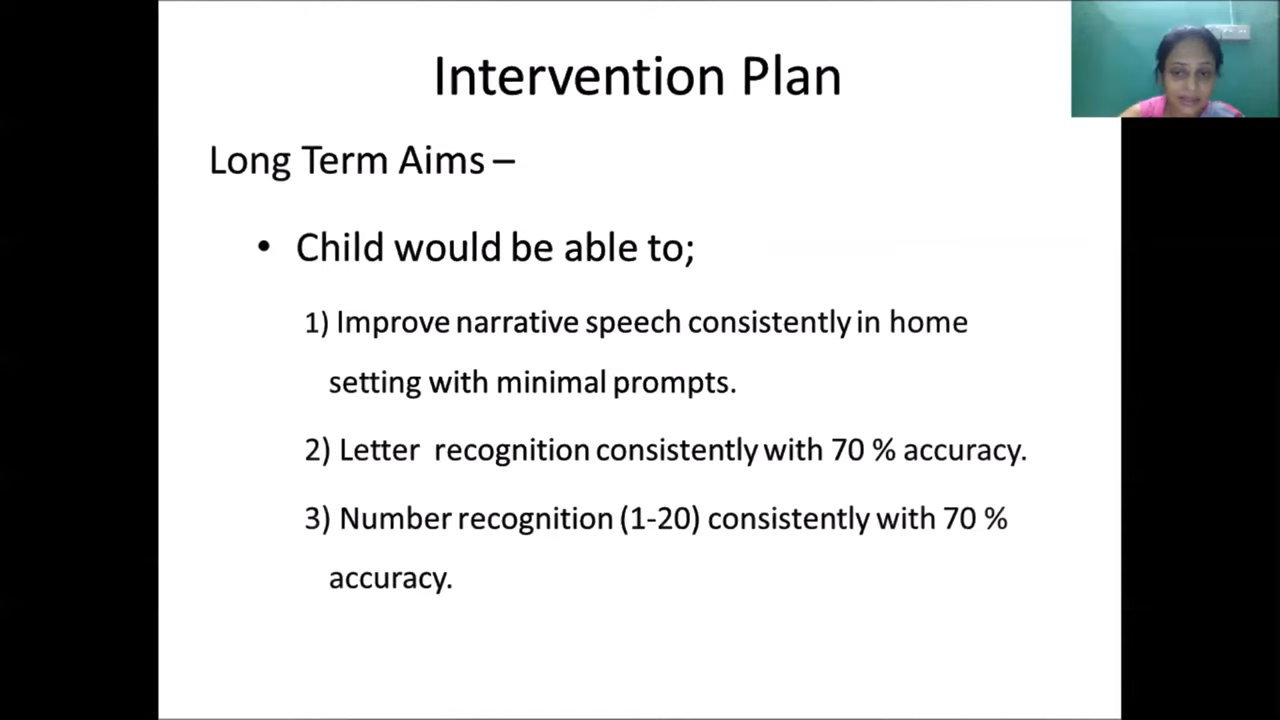 Intervention Plan
Long Term Aims –
• Child would be able to;
1) Improve narrative speech consistently in home
setting with minimal prompts.
2) Letter recognition consistently with 70 % accuracy.
3) Number recognition (1-20) consistently with 70 %
accuracy.